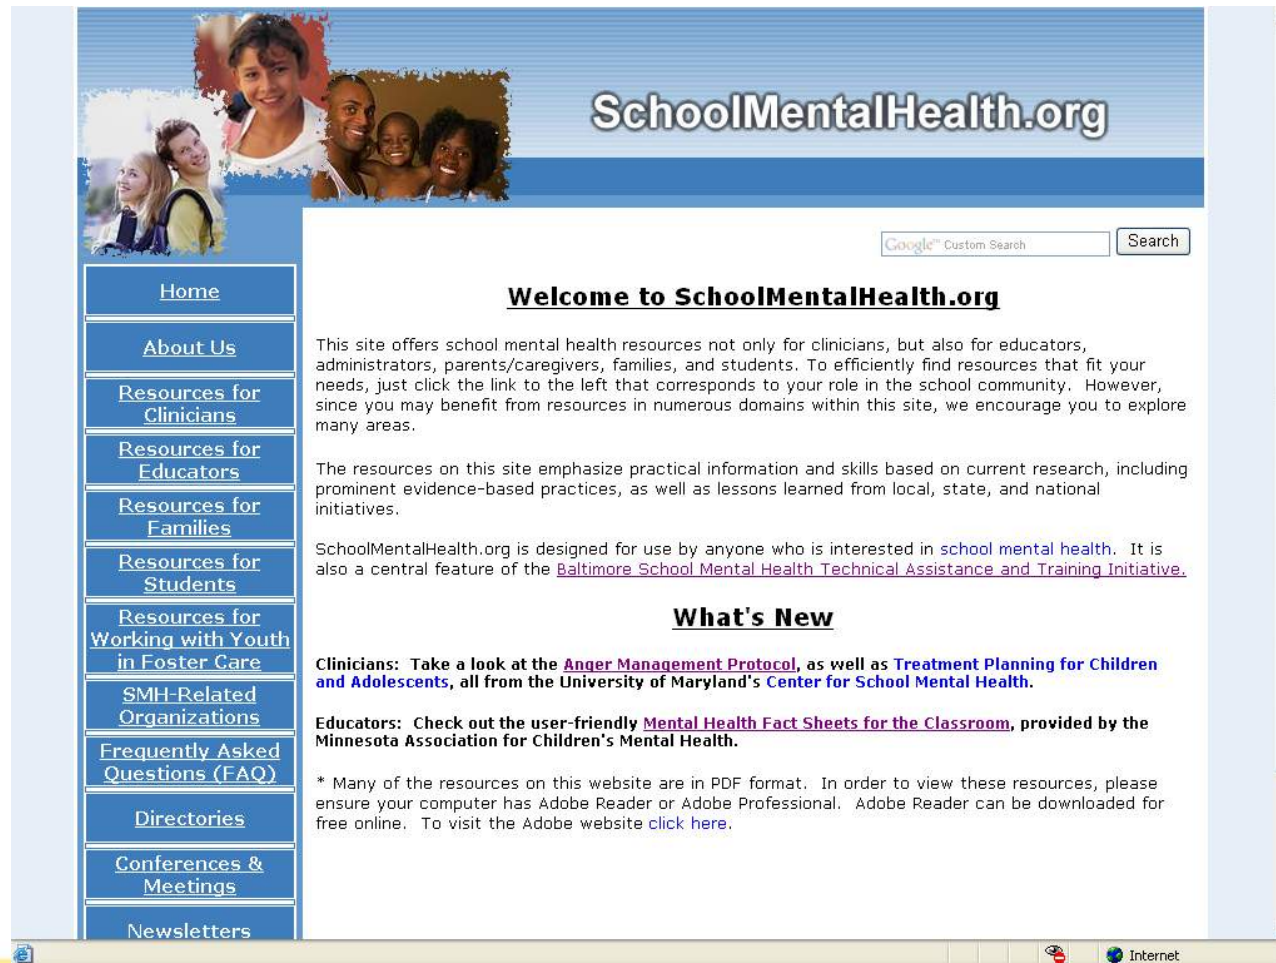 SchoolMentalHealth.org
Google™ Custom Search
Search
Home
About Us
Resources for
Clinicians
Resources for
Educators
Resources for
Families
Resources for
Students
Resources for
Working with Youth
in Foster Care
SMH-Related
Organizations
Frequently Asked
Questions (FAQ)
Directories
Conferences &
Meetings
Newsletters
Welcome to SchoolMentalHealth.org
This site offers school mental health resources not only for clinicians, but also for educators,
administrators, parents/caregivers, families, and students. To efficiently find resources that fit your
needs, just click the link to the left that corresponds to your role in the school community.  However,
since you may benefit from resources in numerous domains within this site, we encourage you to explore
many areas.
The resources on this site emphasize practical information and skills based on current research, including
prominent evidence-based practices, as well as lessons learned from local, state, and national
initiatives.
SchoolMentalHealth.org is designed for use by anyone who is interested in school mental health.  It is
also a central feature of the Baltimore School Mental Health Technical Assistance and Training Initiative.
What's New
Clinicians:  Take a look at the Anger Management Protocol, as well as Treatment Planning for Children
and Adolescents, all from the University of Maryland's Center for School Mental Health.
Educators:  Check out the user-friendly Mental Health Fact Sheets for the Classroom, provided by the
Minnesota Association for Children's Mental Health.
* Many of the resources on this website are in PDF format.  In order to view these resources, please
ensure your computer has Adobe Reader or Adobe Professional.  Adobe Reader can be downloaded for
free online.  To visit the Adobe website click here.
Internet